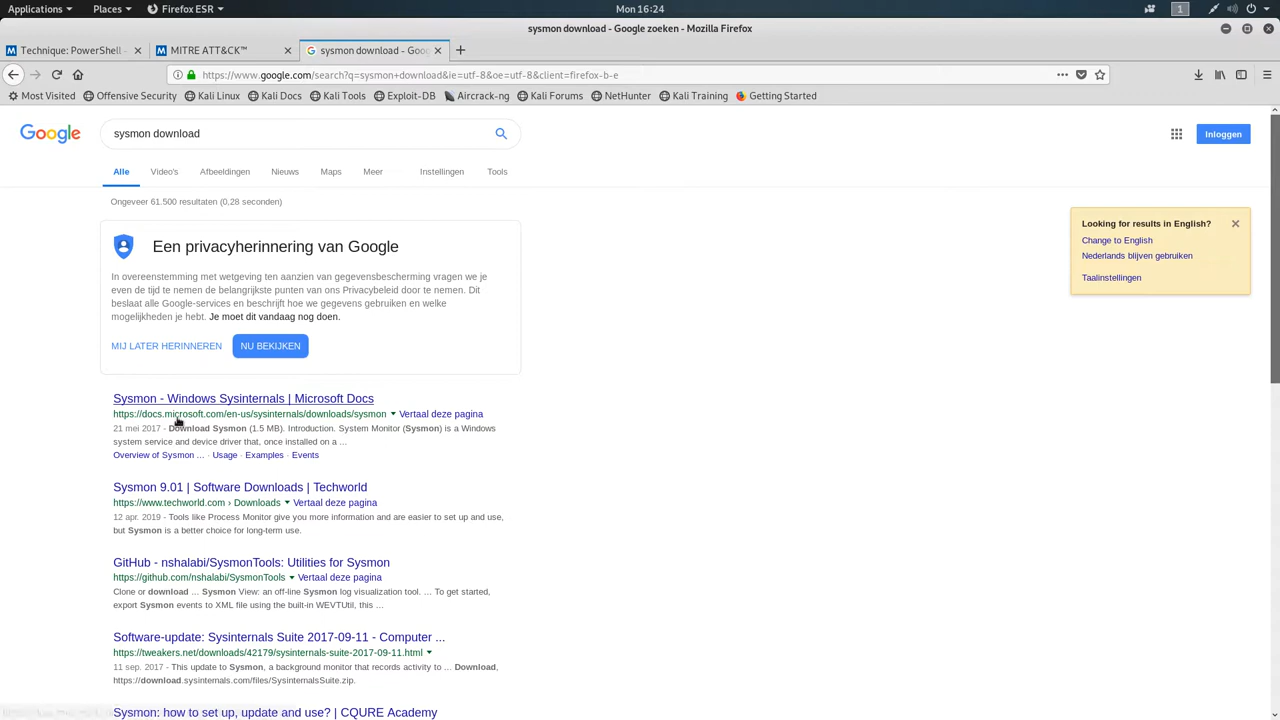 Applications Places Firefox ESR Mon 16:24 1
sysmon download - Google zoeken - Mozilla Firefox
Technique: PowerShell - MITRE ATT&CK™ sysmon download - Goo
https://www.google.com/search?q=sysmon+download&ie=utf-8&oe=utf-8&client=firefox-b-e
Most Visited Offensive Security Kali Linux Kali Docs Kali Tools Exploit-DB Aircrack-ng Kali Forums NetHunter Kali Training Getting Started
Google sysmon download Inloggen
Alle Video's Afbeeldingen Nieuws Maps Meer Instellingen Tools
Ongeveer 61.500 resultaten (0,28 seconden)
Looking for results in English?
Change to English
Nederlands blijven gebruiken
Taalinstellingen
Een privacyherinnering van Google
In overeenstemming met wetgeving ten aanzien van gegevensbescherming vragen we je
even de tijd te nemen de belangrijkste punten van ons Privacybeleid door te nemen. Dit
beslaat alle Google-services en beschrijft hoe we gegevens gebruiken en welke
mogelijkheden je hebt. Je moet dit vandaag nog doen.
MIJ LATER HERINNEREN NU BEKIJKEN
Sysmon - Windows Sysinternals | Microsoft Docs
https://docs.microsoft.com/en-us/sysinternals/downloads/sysmon Vertaal deze pagina
21 mei 2017 - Download Sysmon (1.5 MB). Introduction. System Monitor (Sysmon) is a Windows
system service and device driver that, once installed on a ...
Overview of Sysmon ... · Usage · Examples · Events
Sysmon 9.01 | Software Downloads | Techworld
https://www.techworld.com › Downloads Vertaal deze pagina
12 apr. 2019 - Tools like Process Monitor give you more information and are easier to set up and use,
but Sysmon is a better choice for long-term use.
GitHub - nshalabi/SysmonTools: Utilities for Sysmon
https://github.com/nshalabi/SysmonTools Vertaal deze pagina
Clone or download ... Sysmon View: an off-line Sysmon log visualization tool. ... To get started,
export Sysmon events to XML file using the built-in WEVTUtil, this ...
Software-update: Sysinternals Suite 2017-09-11 - Computer ...
https://tweakers.net/downloads/42179/sysinternals-suite-2017-09-11.html
11 sep. 2017 - This update to Sysmon, a background monitor that records activity to ... Download,
https://download.sysinternals.com/files/SysinternalsSuite.zip.
Sysmon: how to set up, update and use? | CQURE Academy